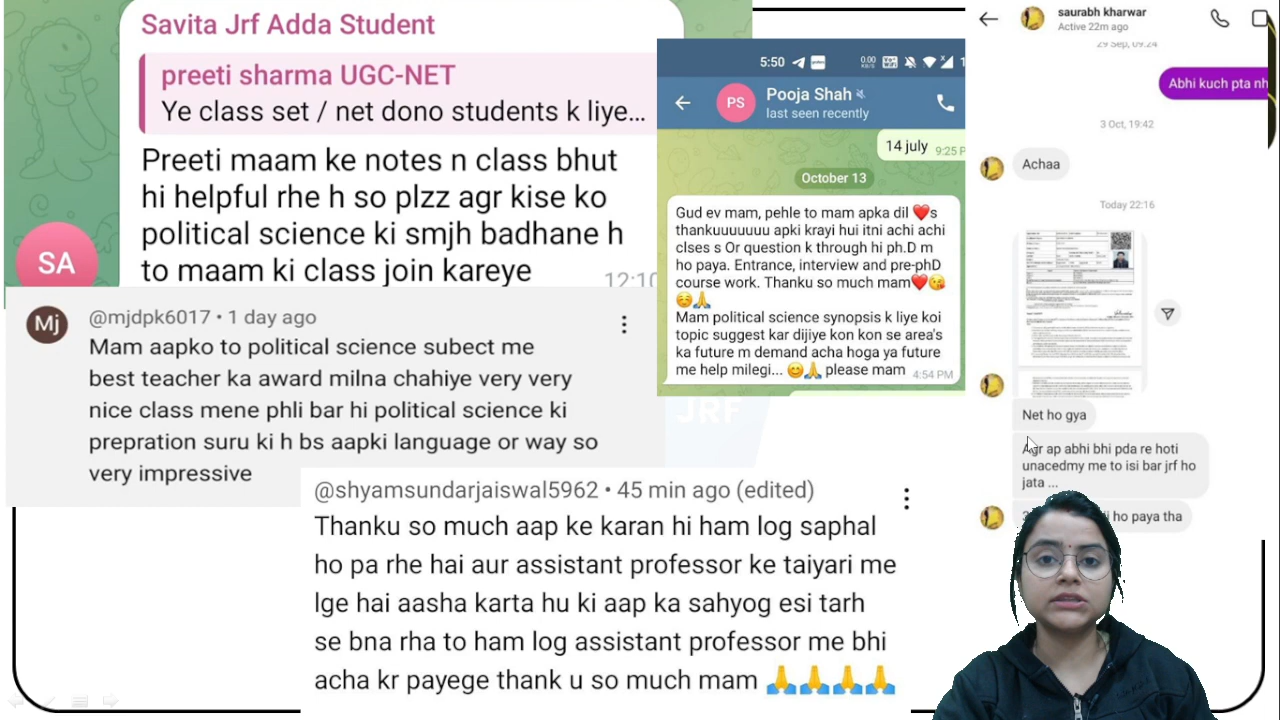 Savita Jrf Adda Student
preeti sharma UGC-NET
Ye class set / net dono students k liye...
Preeti maam ke notes n class bhut
hi helpful rhe h so plzz agr kise ko
political science ki smjh badhane h
to maam ki class join kareye
SA
Mj
@mjdpk6017 • 1 day ago
Mam aapko to political science subect me
best teacher ka award milna chahiye very very
nice class mene phli bar hi political science ki
prepration suru ki h bs aapki language or way so
very impressive
5:50
PS
Pooja Shah
last seen recently
14 july
October 13
Gud ev mam, pehle to mam apka dil ❤️s
thankuuuuuu apki krayi hui itni achi achi
clses s Or question k through hi ph.D m
ho paya. Entrance, interview and pre-phD
course work. Thanku so much mam❤️😘
😋🙏
Mam political science synopsis k liye koi
topic suggest kardijiye kon son se area's
ka future m demand acha hoga ya future
me help milegi... 😊🙏 please mam 4:54 PM
JRF
@shyamsundarjaiswal5962 • 45 min ago (edited)
Thanku so much aap ke karan hi ham log saphal
ho pa rhe hai aur assistant professor ke taiyari me
lge hai aasha karta hu ki aap ka sahyog esi tarh
se bna rha to ham log assistant professor me bhi
acha kr payege thank u so much mam 🙏🙏🙏🙏
saurabh kharwar
Active 22m ago
29 Sep, 09:24
Abhi kuch pta nh
3 Oct, 19:42
Achaa
Today 22:16
Net ho gya
Agr ap abhi bhi pda re hoti
unacedmy me to isi bar jrf ho
jata ...
ho paya tha